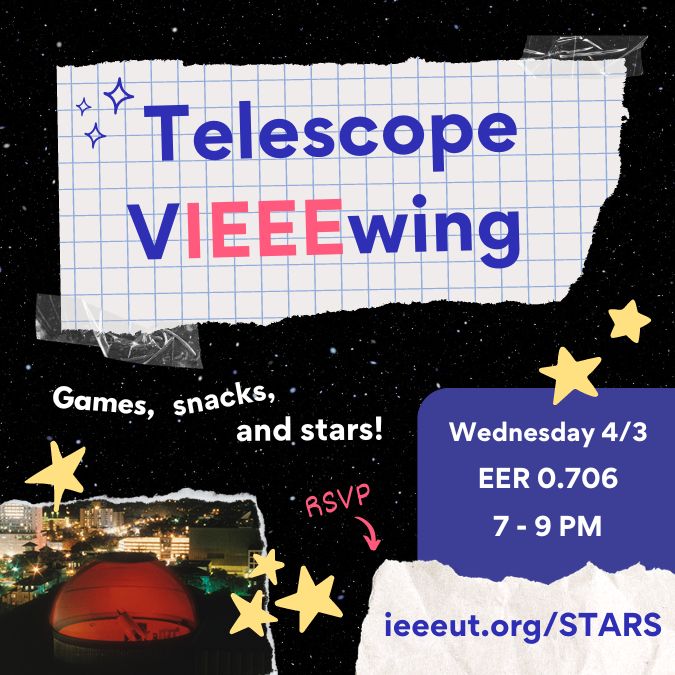 Telescope
VIEEEwing
Games, snacks,
and stars!
Wednesday 4/3
EER 0.706
7 - 9 PM
RSVP
ieeeut.org/STARS